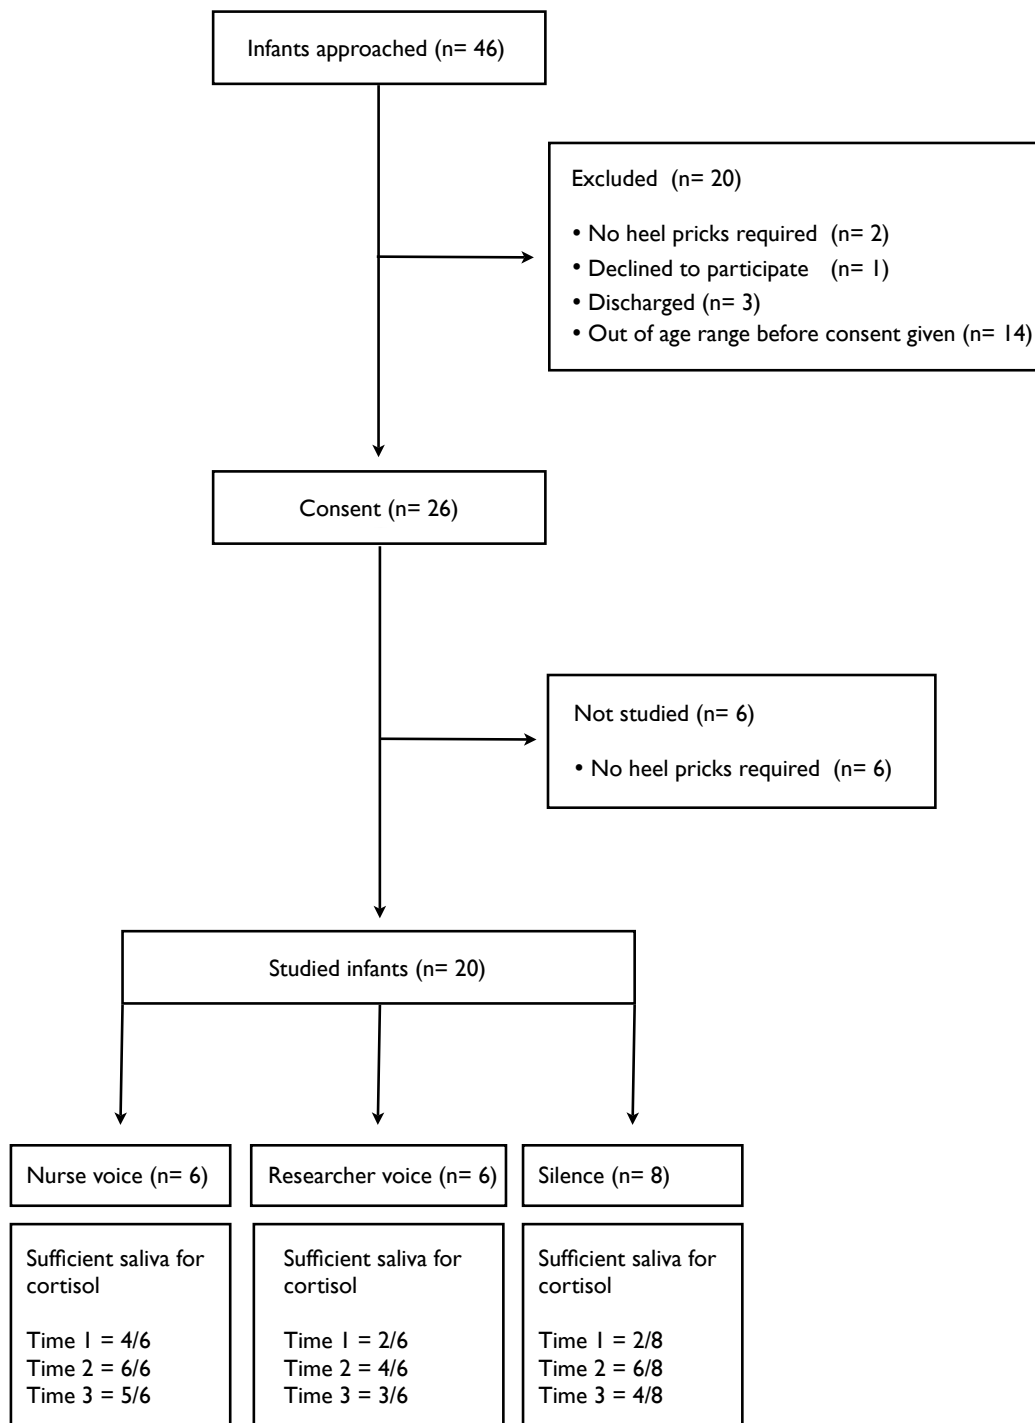 Infants approached (n= 46)
Excluded (n= 20)
• No heel pricks required (n= 2)
• Declined to participate (n= 1)
• Discharged (n= 3)
• Out of age range before consent given (n= 14)
Consent (n= 26)
Not studied (n= 6)
• No heel pricks required (n= 6)
Studied infants (n= 20)
Nurse voice (n= 6)
Sufficient saliva for
cortisol
Time 1 = 4/6
Time 2 = 6/6
Time 3 = 5/6
Researcher voice (n= 6)
Sufficient saliva for
cortisol
Time 1 = 2/6
Time 2 = 4/6
Time 3 = 3/6
Silence (n= 8)
Sufficient saliva for
cortisol
Time 1 = 2/8
Time 2 = 6/8
Time 3 = 4/8